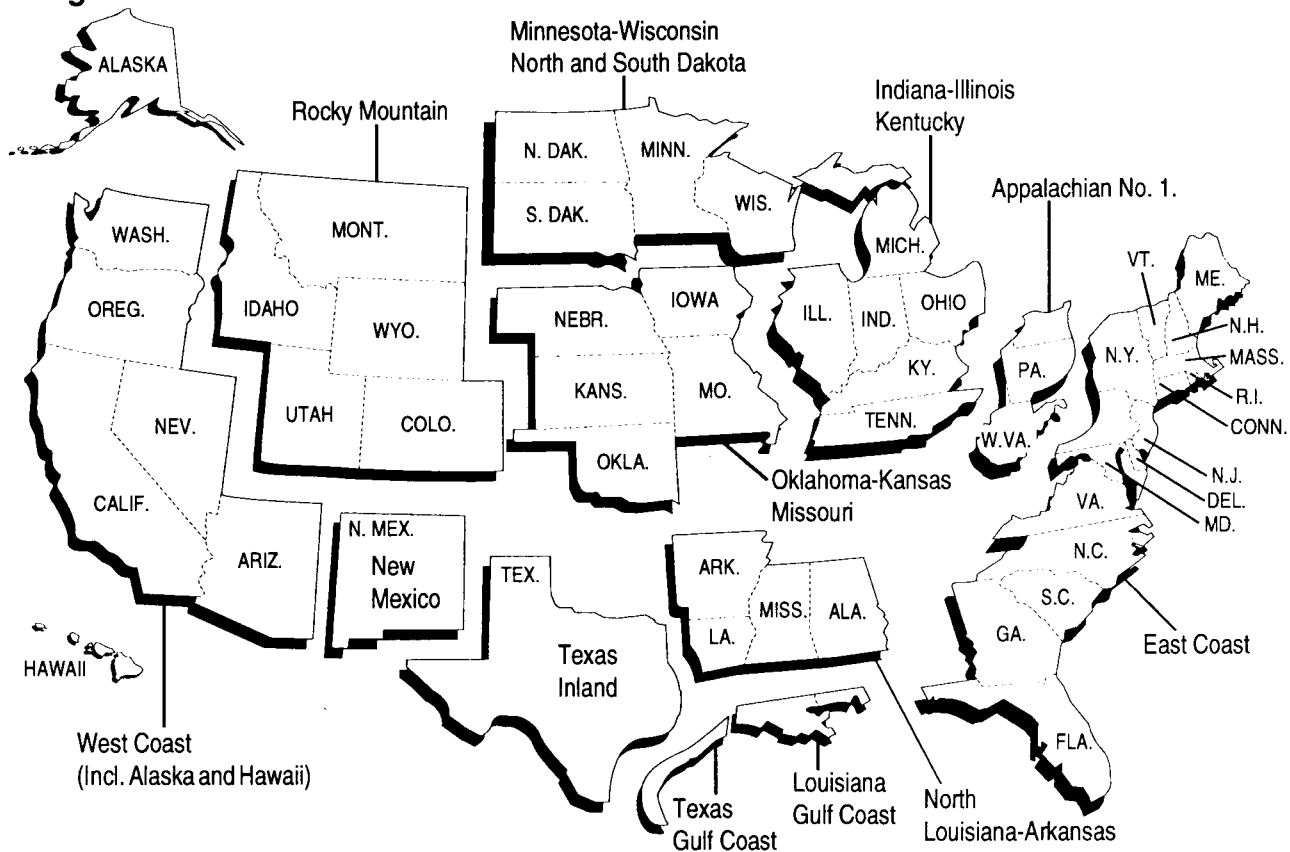 ALASKA
Minnesota-Wisconsin
North and South Dakota
Rocky Mountain
Indiana-Illinois
Kentucky
Appalachian No. 1.
WASH.
OREG.
MONT.
IDAHO
WYO.
UTAH
COLO.
NEV.
CALIF.
ARIZ.
HAWAII
West Coast
(Incl. Alaska and Hawaii)
N. DAK.
S. DAK.
MINN.
WIS.
NEBR.
IOWA
KANS.
MO.
OKLA.
Oklahoma-Kansas
Missouri
MICH.
ILL.
IND.
OHIO
KY.
TENN.
PA.
W.VA.
VT.
ME.
N.Y.
N.H.
MASS.
R.I.
CONN.
N.J.
DEL.
MD.
VA.
N.C.
S.C.
GA.
FLA.
East Coast
N. MEX.
New
Mexico
TEX.
Texas
Inland
ARK.
LA.
MISS.
ALA.
Texas
Gulf Coast
Louisiana
Gulf Coast
North
Louisiana-Arkansas